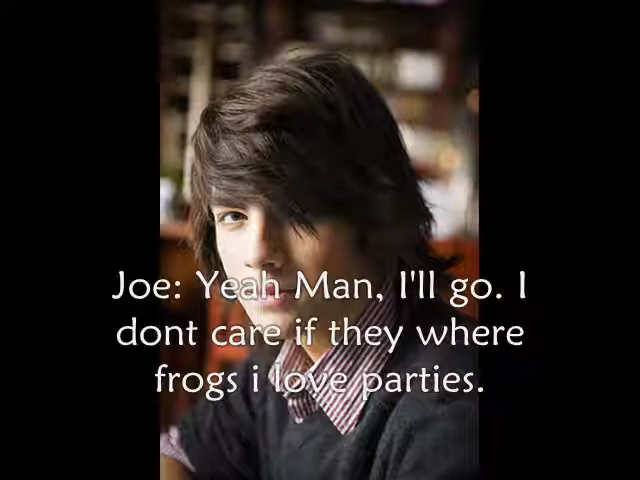 Joe: Yeah Man, I'll go. I
dont care if they where
frogs i love parties.